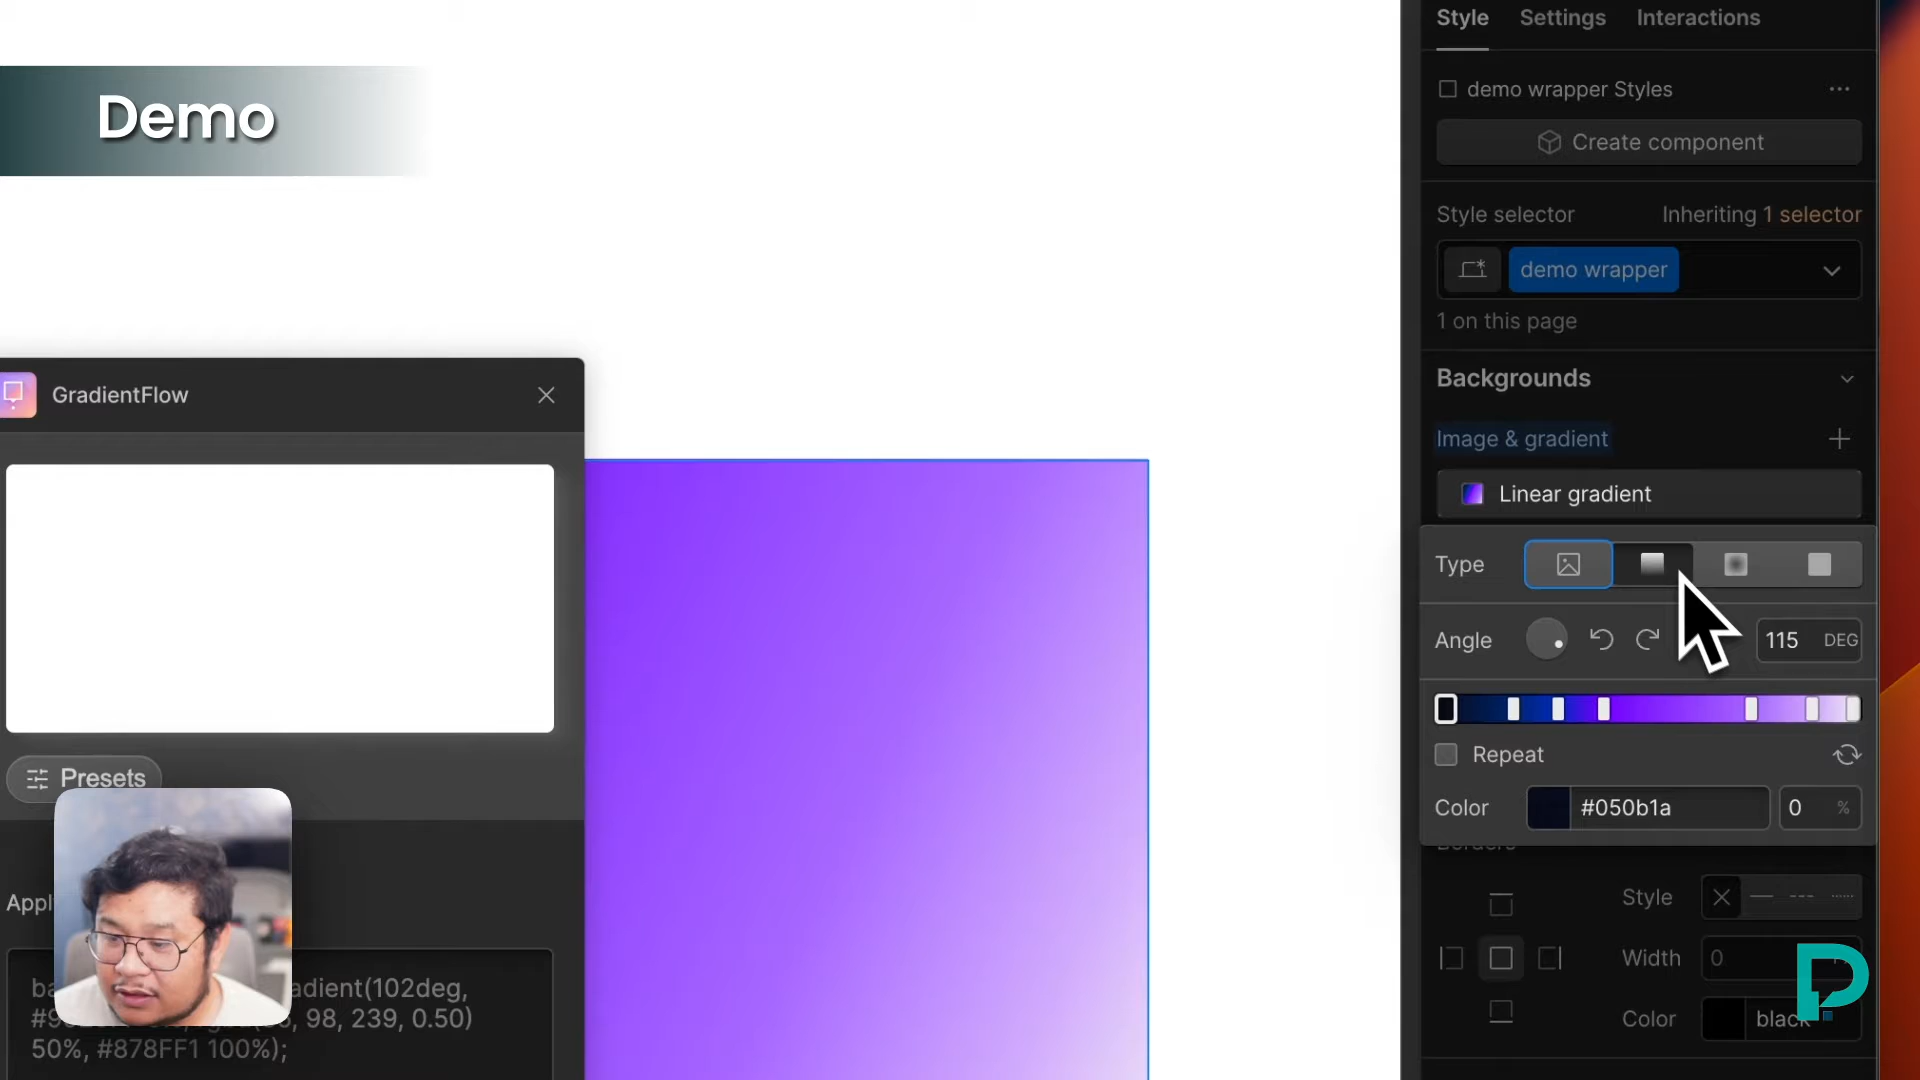 Demo
GradientFlow
Presets
adient(102deg,
98, 239, 0.50)
50%, #878FF1 100%);
Style Settings Interactions
demo wrapper Styles
Create component
Style selector Inheriting 1 selector
demo wrapper
1 on this page
Backgrounds
Image & gradient
Linear gradient
Type
Angle 115 DEG
Repeat
Color #050b1a 0 %
Borders
Style
Width 0
Color black